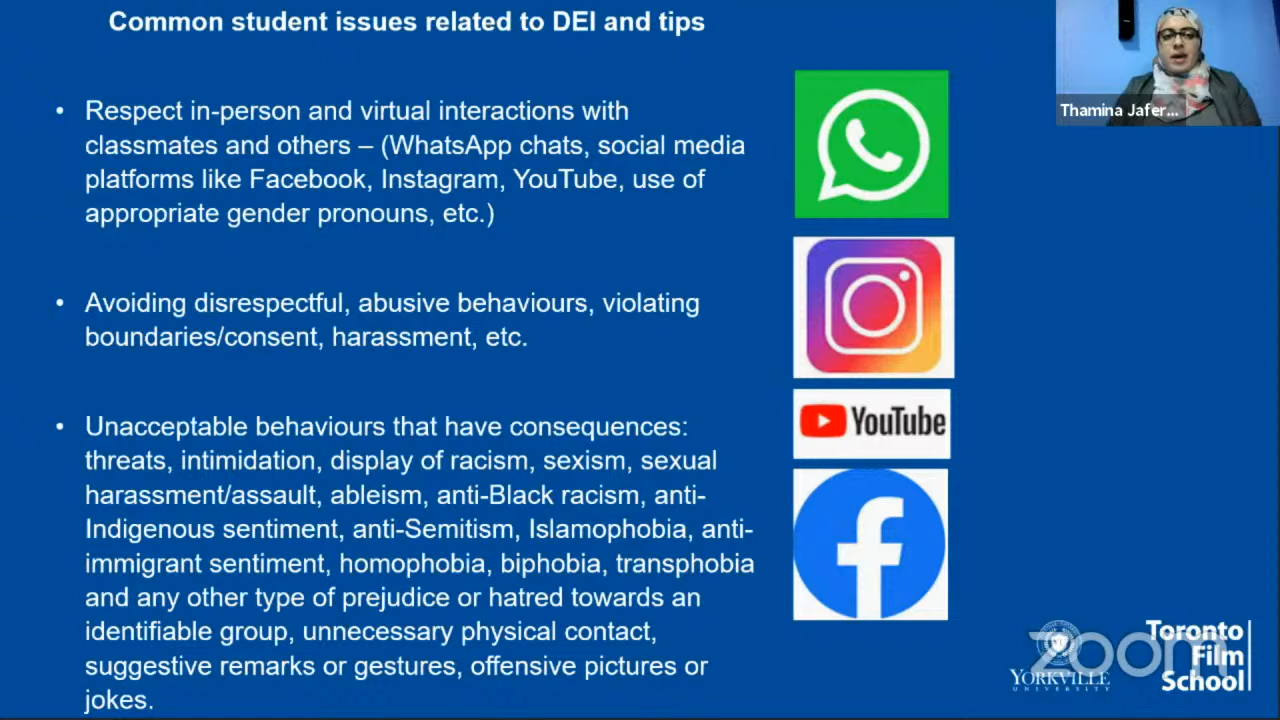 Common student issues related to DEI and tips
Thamina Jafer...
• Respect in-person and virtual interactions with
classmates and others – (WhatsApp chats, social media
platforms like Facebook, Instagram, YouTube, use of
appropriate gender pronouns, etc.)
• Avoiding disrespectful, abusive behaviours, violating
boundaries/consent, harassment, etc.
• Unacceptable behaviours that have consequences:
threats, intimidation, display of racism, sexism, sexual
harassment/assault, ableism, anti-Black racism, anti-
Indigenous sentiment, anti-Semitism, Islamophobia, anti-
immigrant sentiment, homophobia, biphobia, transphobia
and any other type of prejudice or hatred towards an
identifiable group, unnecessary physical contact,
suggestive remarks or gestures, offensive pictures or
jokes.
YouTube
zoom
YORKVILLE
UNIVERSITY
Toronto
Film
School